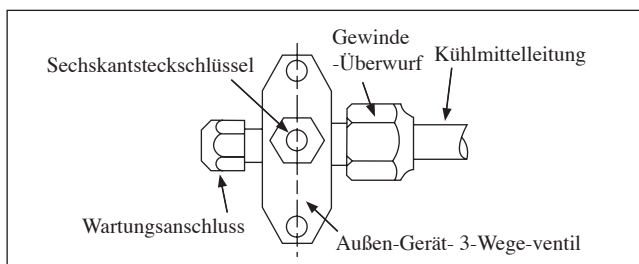 Gewinde
-Überwurf
Sechskantsteckschlüssel
Kühlmittelleitung
Wartungsanschluss
Außen-Gerät- 3-Wege-ventil